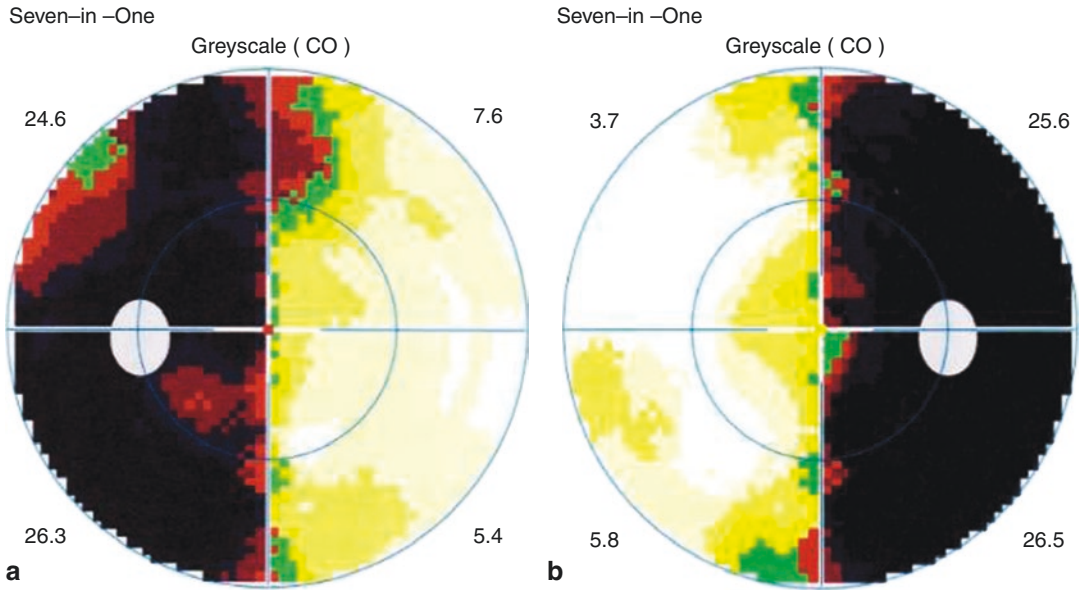 Seven–in –One
Greyscale ( CO )
24.6
7.6
26.3
5.4
a
Seven–in –One
Greyscale ( CO )
3.7
25.6
5.8
26.5
b